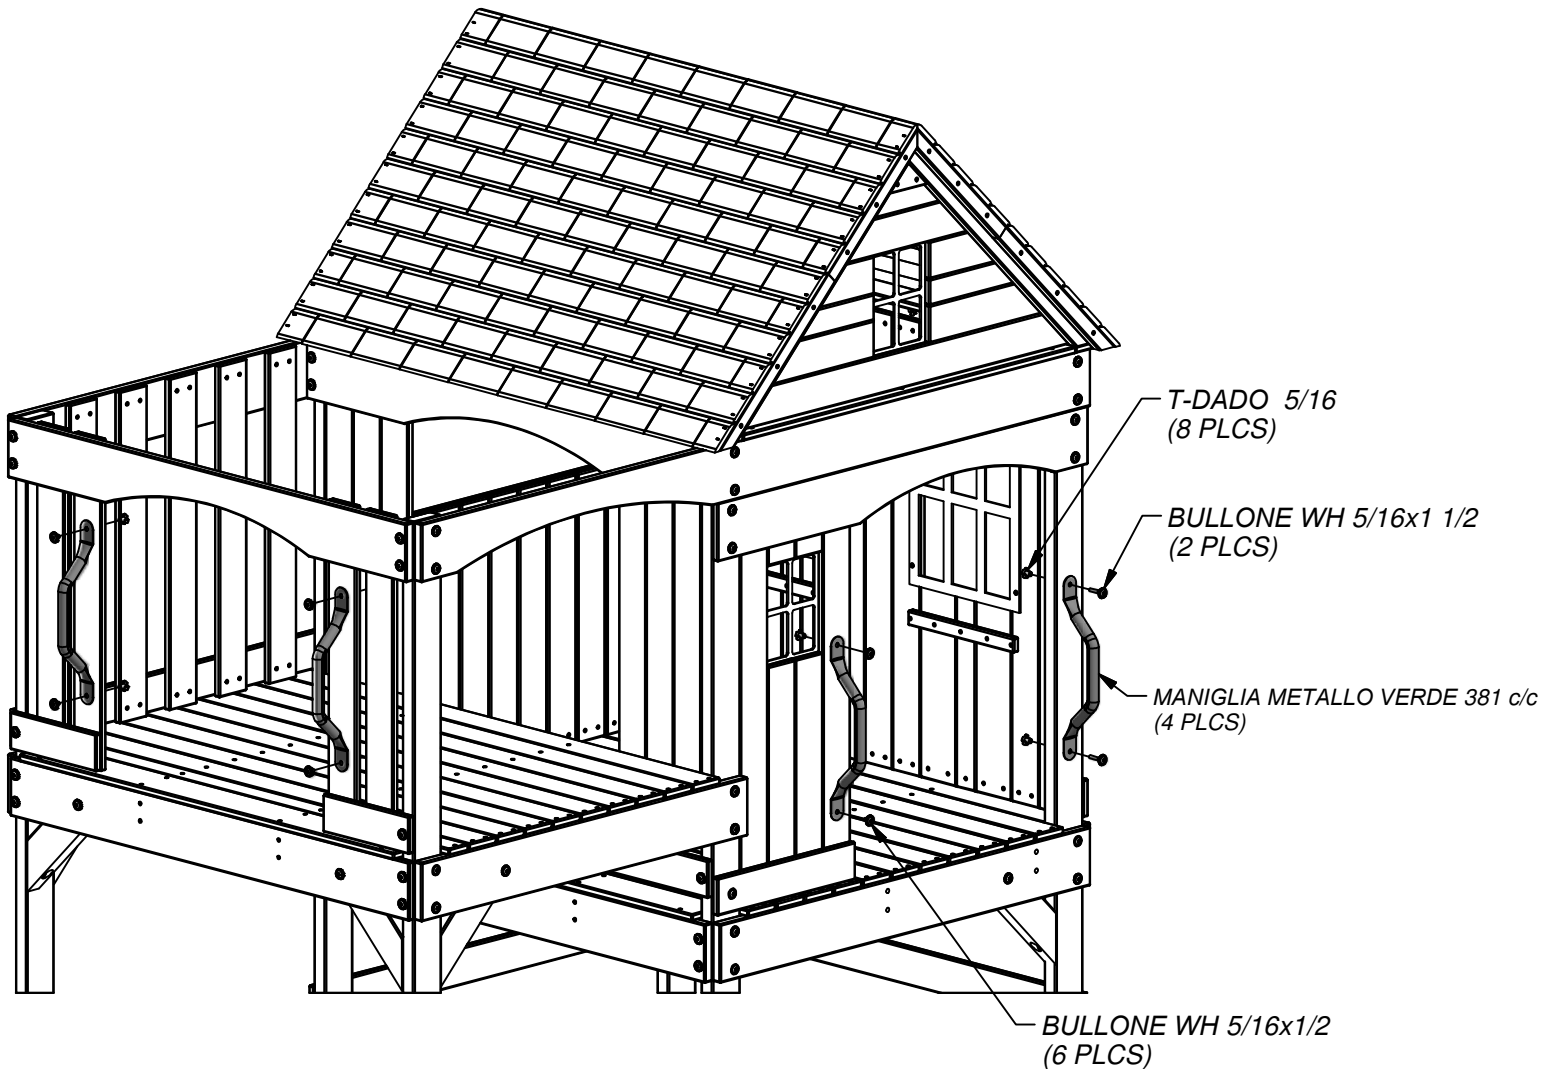 T-DADO 5/16
(8 PLCS)
BULLONE WH 5/16x1 1/2
(2 PLCS)
MANIGLIA METALLO VERDE 381 c/c
(4 PLCS)
BULLONE WH 5/16x1/2
(6 PLCS)